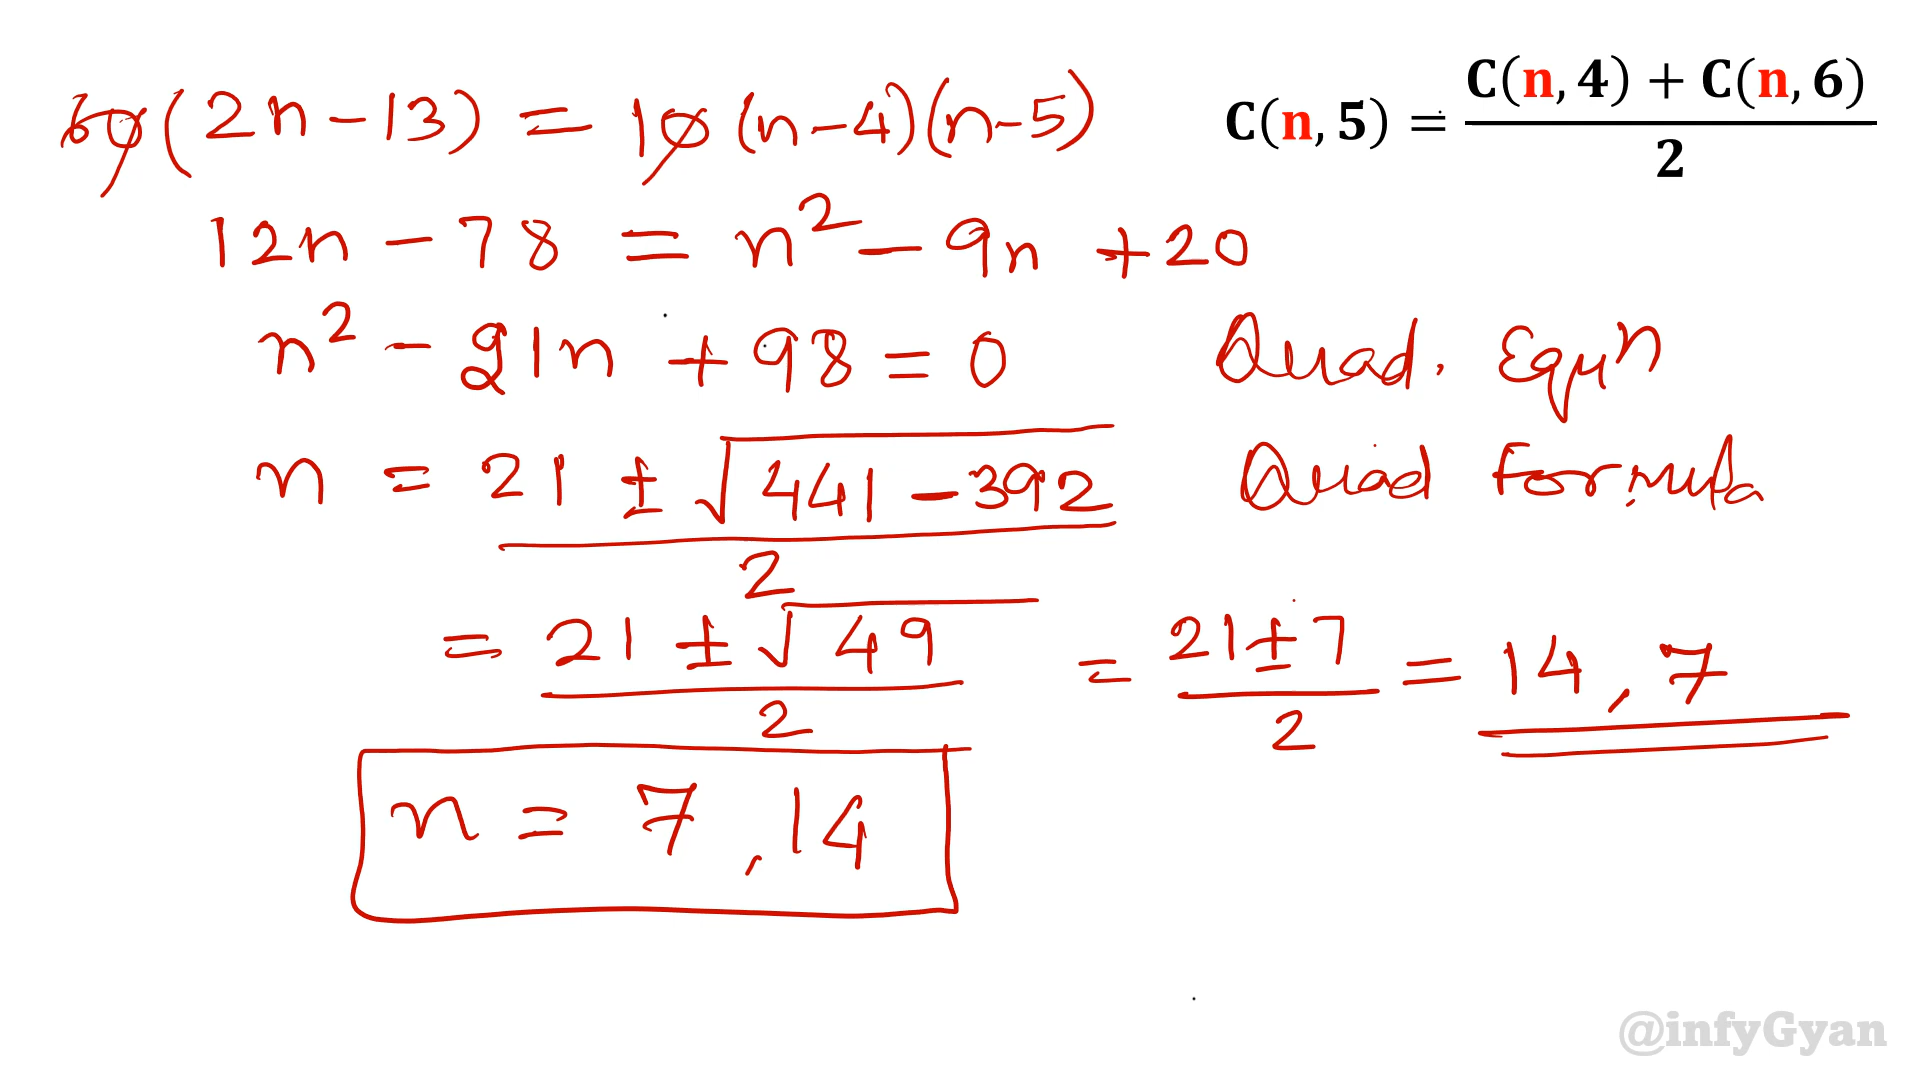 60(2n-13) = 10(n-4)(n-5)
C(n, 5) = (C(n, 4) + C(n, 6)) / 2
12n - 78 = n² - 9n + 20
n² - 21n + 98 = 0 Quad. Equn
n = (21 ± √(441 - 392)) / 2 Quad Formula
= (21 ± √49) / 2 = (21 ± 7) / 2 = 14, 7
n = 7, 14
@infyGyan